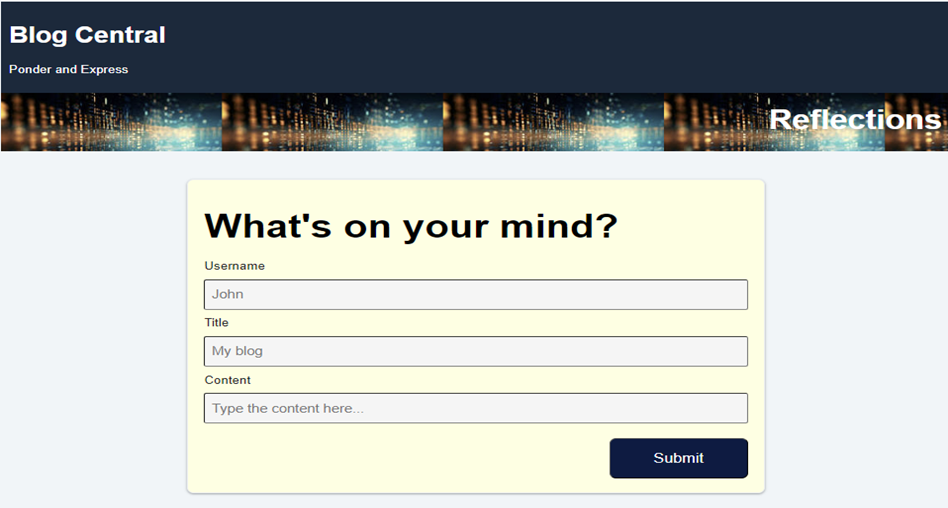 Blog Central
Ponder and Express
Reflections
What's on your mind?
Username
John
Title
My blog
Content
Type the content here...
Submit